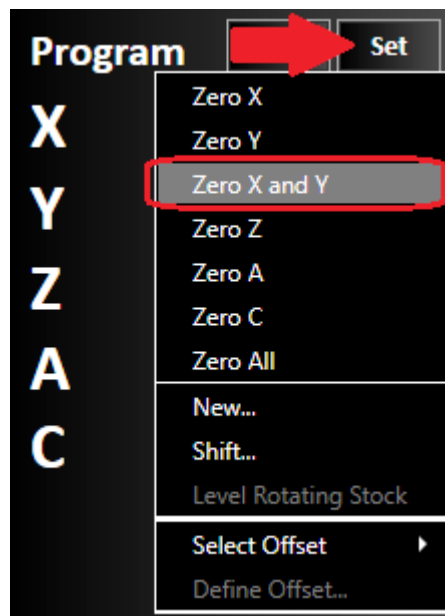 Program
Set
X
Y
Z
A
C
Zero X
Zero Y
Zero X and Y
Zero Z
Zero A
Zero C
Zero All
New...
Shift...
Level Rotating Stock
Select Offset
Define Offset...